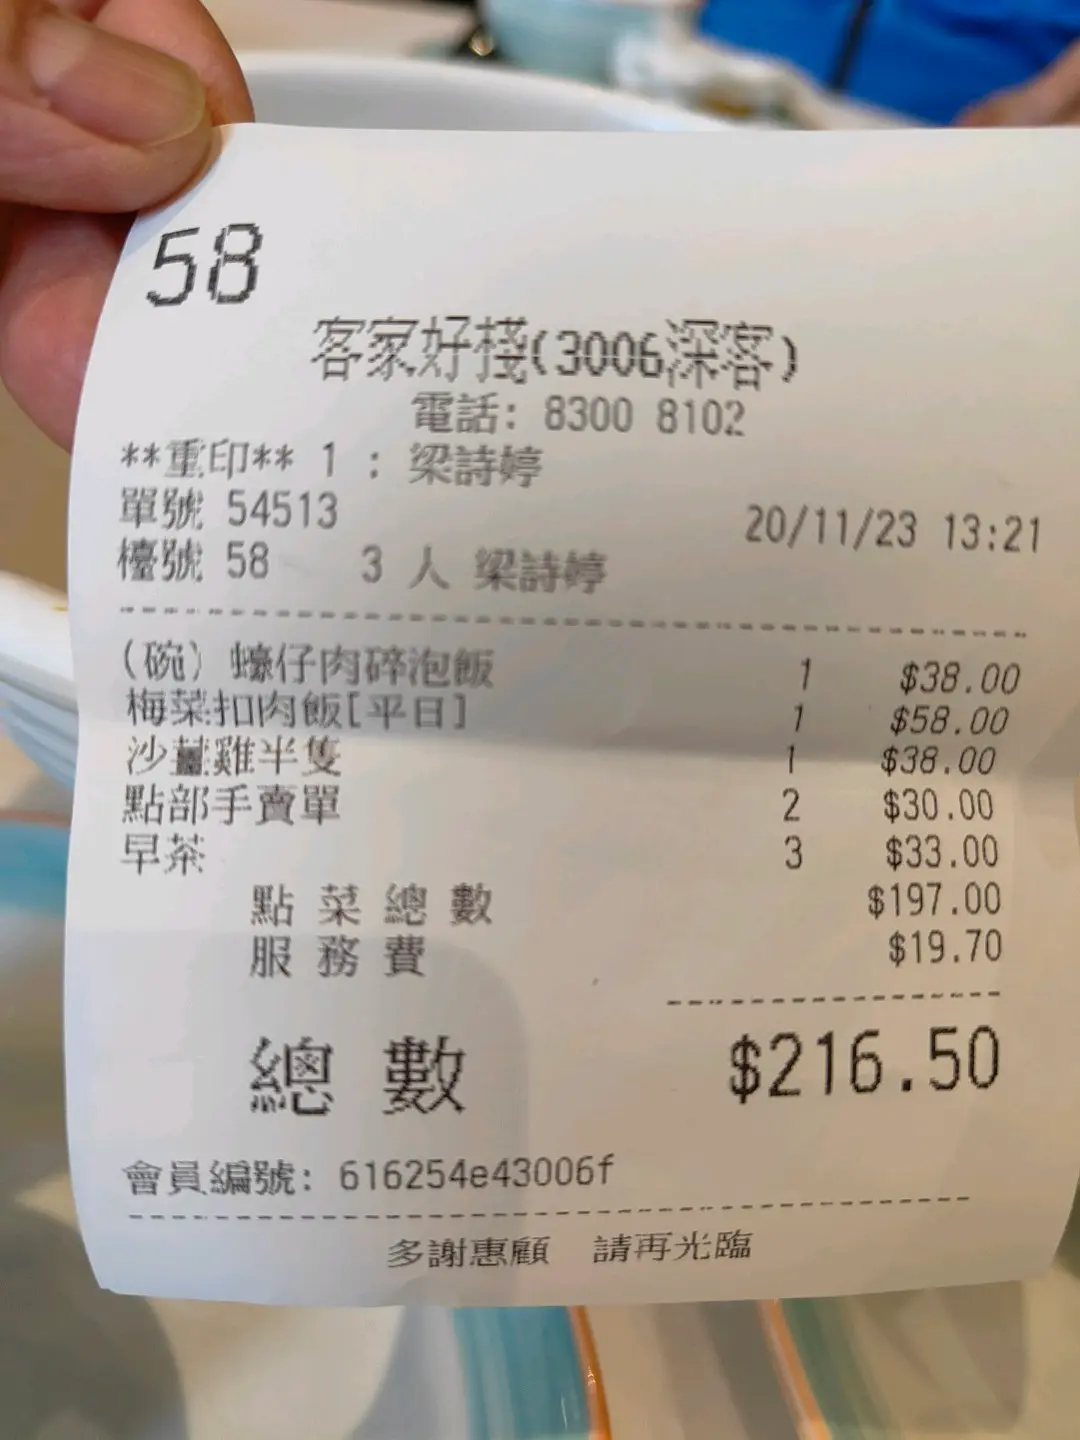 58
客家好棧(3006深客)
電話: 8300 8102
**重印** 1 : 梁詩婷
單號 54513 20/11/23 13:21
檯號 58 3 人 梁詩婷
(碗) 蠔仔肉碎泡飯 1 $38.00
梅菜扣肉飯[平日] 1 $58.00
沙薑雞半隻 1 $38.00
點部手賣單 2 $30.00
早茶 3 $33.00
點 菜 總 數 $197.00
服 務 費 $19.70
總 數 $216.50
會員編號: 616254e43006f
多謝惠顧 請再光臨